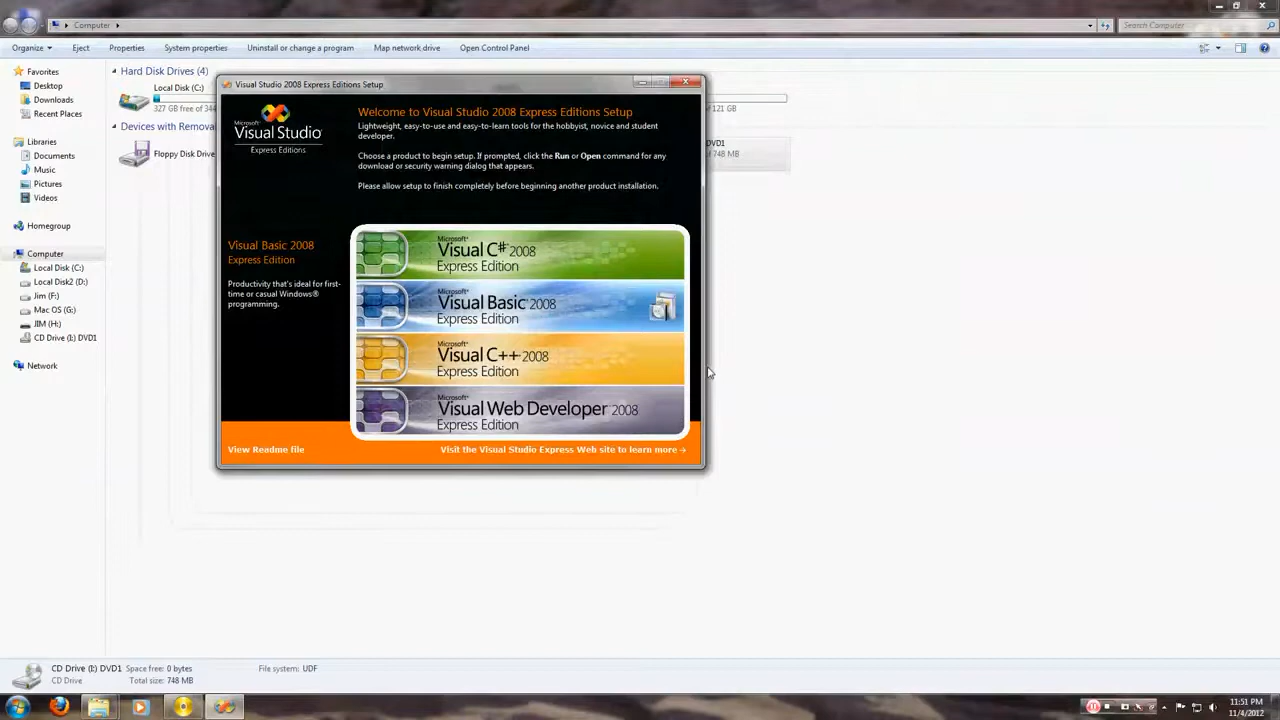 Computer
Search Computer
Organize
Eject
Properties
System properties
Uninstall or change a program
Map network drive
Open Control Panel
Favorites
Desktop
Downloads
Recent Places
Libraries
Documents
Music
Pictures
Videos
Homegroup
Computer
Local Disk (C:)
Local Disk2 (D:)
Jim (F:)
Mac OS (G:)
JIM (H:)
CD Drive (I:) DVD1
Network
Hard Disk Drives (4)
Local Disk (C:)
327 GB free of 344
121 GB
Devices with Remova
Floppy Disk Drive
DVD1
of 748 MB
Visual Studio 2008 Express Editions Setup
Microsoft
Visual Studio
Express Editions
Welcome to Visual Studio 2008 Express Editions Setup
Lightweight, easy-to-use and easy-to-learn tools for the hobbyist, novice and student
developer.
Choose a product to begin setup. If prompted, click the Run or Open command for any
download or security warning dialog that appears.
Please allow setup to finish completely before beginning another product installation.
Visual Basic 2008
Express Edition
Productivity that's ideal for first-
time or casual Windows®
programming.
Microsoft®
Visual C# 2008
Express Edition
Microsoft®
Visual Basic 2008
Express Edition
Microsoft®
Visual C++ 2008
Express Edition
Microsoft®
Visual Web Developer 2008
Express Edition
View Readme file
Visit the Visual Studio Express Web site to learn more
CD Drive (I:) DVD1
Space free: 0 bytes
File system: UDF
CD Drive
Total size: 748 MB
11:51 PM
11/4/2012